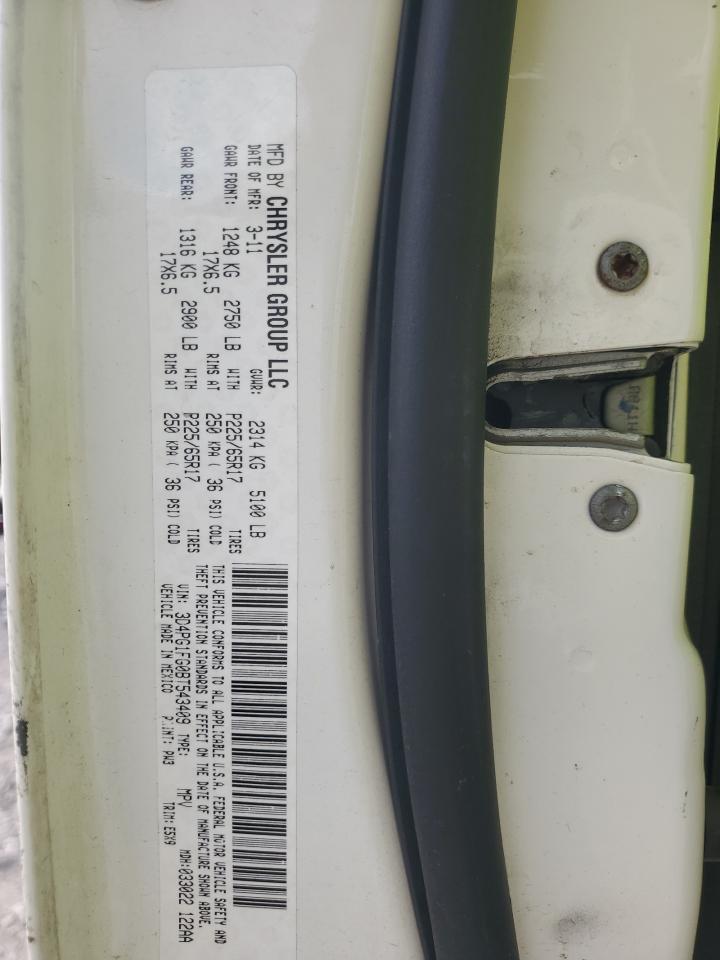 MFD BY CHRYSLER GROUP LLC
DATE OF MFR: 3-11 GVWR: 2314 KG 5100 LB
GAWR FRONT: 1248 KG 2750 LB WITH P225/65R17 TIRES
17X6.5 RIMS AT 250 KPA ( 36 PSI) COLD
GAWR REAR: 1316 KG 2900 LB WITH P225/65R17 TIRES
17X6.5 RIMS AT 250 KPA ( 36 PSI) COLD
THIS VEHICLE CONFORMS TO ALL APPLICABLE U.S.A. FEDERAL MOTOR VEHICLE SAFETY AND
THEFT PREVENTION STANDARDS IN EFFECT ON THE DATE OF MANUFACTURE SHOWN ABOVE.
VIN: 3D4PG1FG0BT543409 TYPE: MPV MDH:033022 122AA
VEHICLE MADE IN MEXICO PAINT: PW3 TRIM: E5X9